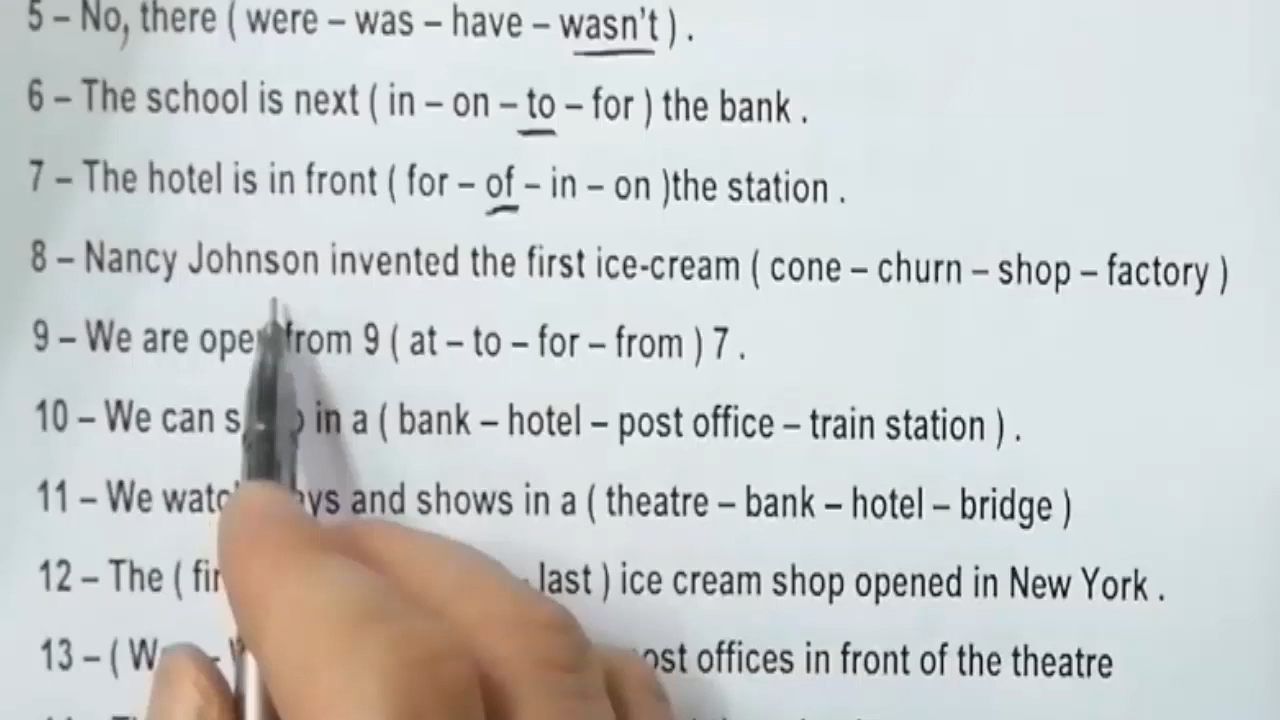 5 – No, there ( were – was – have – wasn't ) .
6 – The school is next ( in – on – to – for ) the bank .
7 – The hotel is in front ( for – of – in – on )the station .
8 – Nancy Johnson invented the first ice-cream ( cone – churn – shop – factory )
9 – We are open from 9 ( at – to – for – from ) 7 .
10 – We can in a ( bank – hotel – post office – train station ) .
11 – We and shows in a ( theatre – bank – hotel – bridge )
12 – The ( last ) ice cream shop opened in New York .
13 – ( offices in front of the theatre